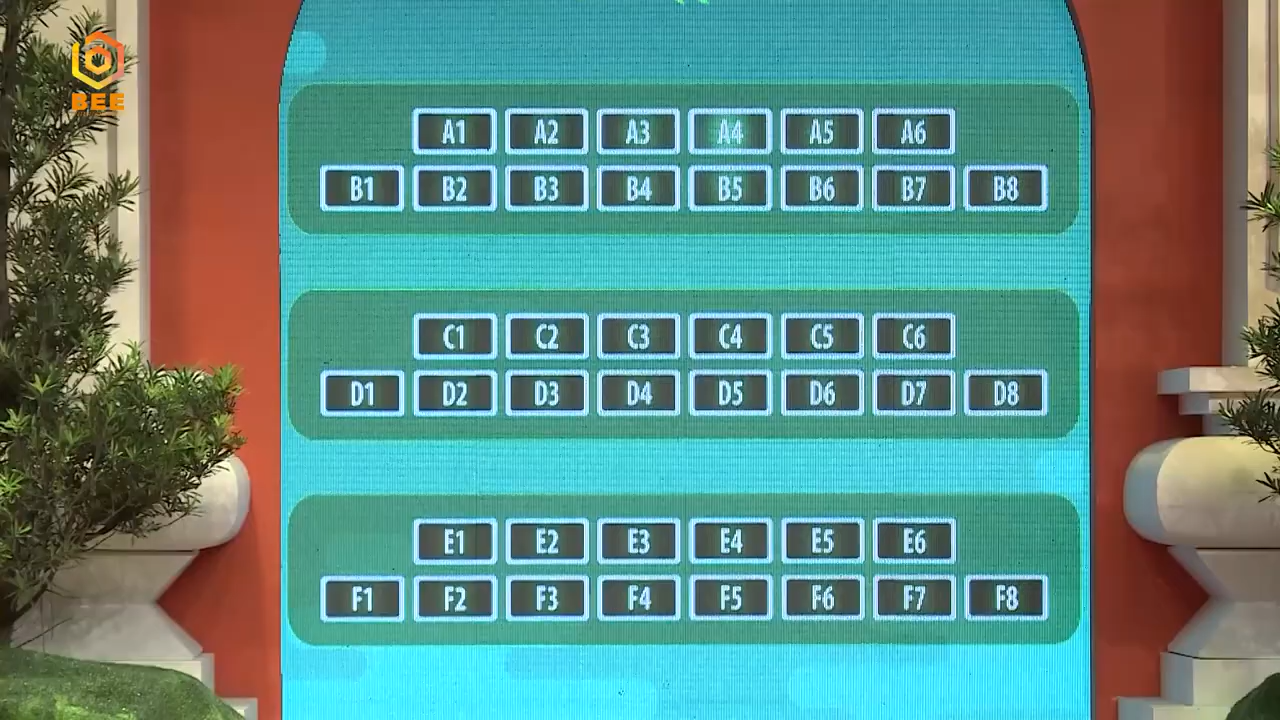 BEE
A1 A2 A3 A4 A5 A6
B1 B2 B3 B4 B5 B6 B7 B8
C1 C2 C3 C4 C5 C6
D1 D2 D3 D4 D5 D6 D7 D8
E1 E2 E3 E4 E5 E6
F1 F2 F3 F4 F5 F6 F7 F8